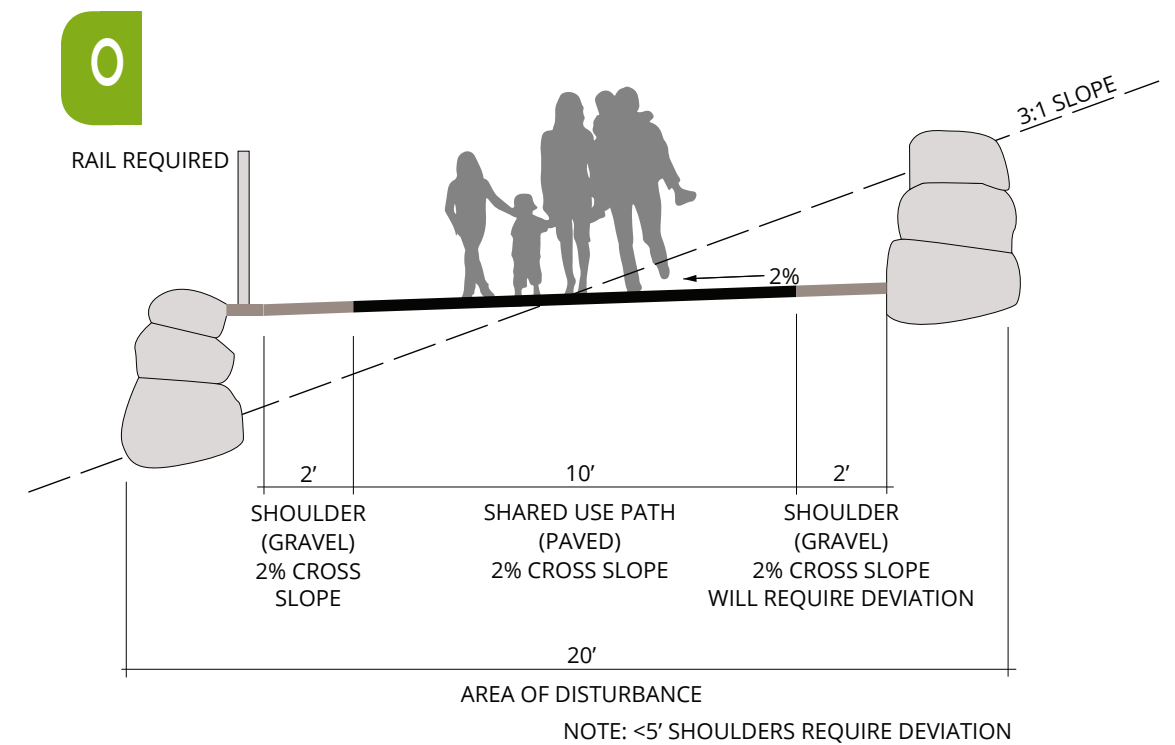 O
RAIL REQUIRED
3:1 SLOPE
2%
2’
10’
2’
SHOULDER
(GRAVEL)
2% CROSS
SLOPE
SHARED USE PATH
(PAVED)
2% CROSS SLOPE
SHOULDER
(GRAVEL)
2% CROSS SLOPE
WILL REQUIRE DEVIATION
20’
AREA OF DISTURBANCE
NOTE: <5’ SHOULDERS REQUIRE DEVIATION